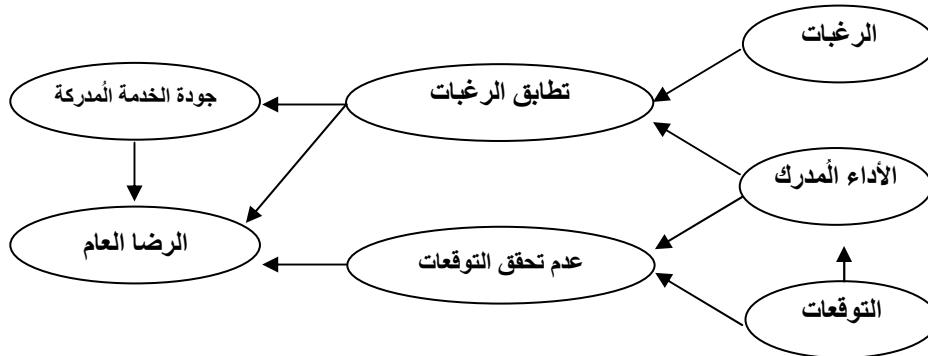 الرغبات
تطابق الرغبات
جودة الخدمة المُدركة
الأداء المُدرك
الرضا العام
عدم تحقق التوقعات
التوقعات